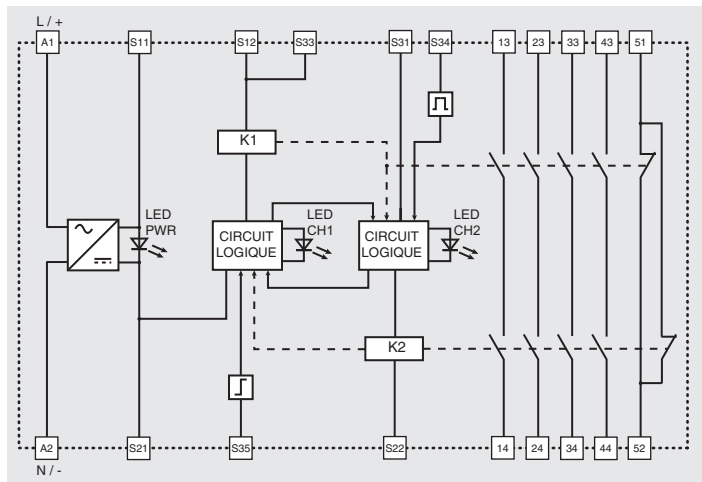 L / +
A1 S11 S12 S33 S31 S34 13 23 33 43 51
K1
LED
PWR
CIRCUIT
LOGIQUE
LED
CH1
CIRCUIT
LOGIQUE
LED
CH2
K2
A2 S21 S35 S22 14 24 34 44 52
N / -